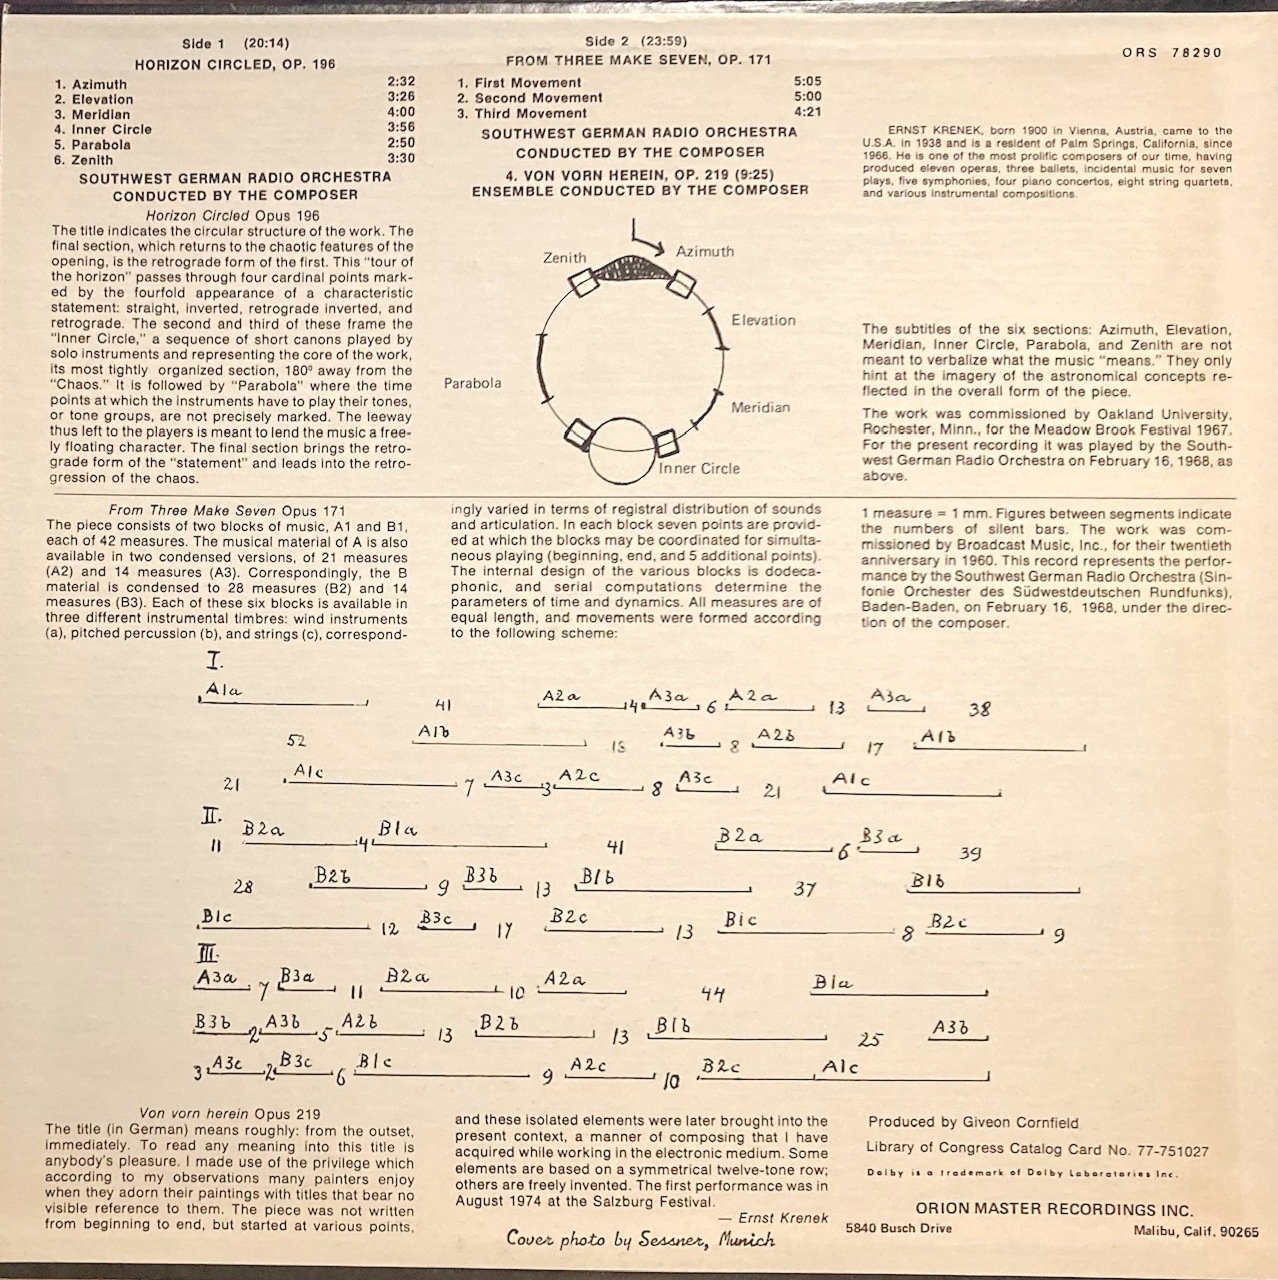 Side 1 (20:14)
HORIZON CIRCLED, OP. 196
1. Azimuth 2:32
2. Elevation 3:26
3. Meridian 4:00
4. Inner Circle 3:56
5. Parabola 2:50
6. Zenith 3:30
SOUTHWEST GERMAN RADIO ORCHESTRA
CONDUCTED BY THE COMPOSER
Horizon Circled Opus 196
The title indicates the circular structure of the work. The
final section, which returns to the chaotic features of the
opening, is the retrograde form of the first. This "tour of
the horizon" passes through four cardinal points mark-
ed by the fourfold appearance of a characteristic
statement: straight, inverted, retrograde inverted, and
retrograde. The second and third of these frame the
"Inner Circle," a sequence of short canons played by
solo instruments and representing the core of the work,
its most tightly organized section, 180º away from the
"Chaos." It is followed by "Parabola" where the time
points at which the instruments have to play their tones,
or tone groups, are not precisely marked. The leeway
thus left to the players is meant to lend the music a free-
ly floating character. The final section brings the retro-
grade form of the "statement" and leads into the retro-
gression of the chaos.
Side 2 (23:59)
FROM THREE MAKE SEVEN, OP. 171
1. First Movement 5:05
2. Second Movement 5:00
3. Third Movement 4:21
SOUTHWEST GERMAN RADIO ORCHESTRA
CONDUCTED BY THE COMPOSER
4. VON VORN HEREIN, OP. 219 (9:25)
ENSEMBLE CONDUCTED BY THE COMPOSER
Zenith Azimuth
Elevation
Parabola
Meridian
Inner Circle
ORS 78290
ERNST KRENEK, born 1900 in Vienna, Austria, came to the
U.S.A. in 1938 and is a resident of Palm Springs, California, since
1966. He is one of the most prolific composers of our time, having
produced eleven operas, three ballets, incidental music for seven
plays, five symphonies, four piano concertos, eight string quartets,
and various instrumental compositions.
The subtitles of the six sections: Azimuth, Elevation,
Meridian, Inner Circle, Parabola, and Zenith are not
meant to verbalize what the music "means." They only
hint at the imagery of the astronomical concepts re-
flected in the overall form of the piece.
The work was commissioned by Oakland University,
Rochester, Minn., for the Meadow Brook Festival 1967.
For the present recording it was played by the South-
west German Radio Orchestra on February 16, 1968, as
above.
From Three Make Seven Opus 171
The piece consists of two blocks of music, A1 and B1,
each of 42 measures. The musical material of A is also
available in two condensed versions, of 21 measures
(A2) and 14 measures (A3). Correspondingly, the B
material is condensed to 28 measures (B2) and 14
measures (B3). Each of these six blocks is available in
three different instrumental timbres: wind instruments
(a), pitched percussion (b), and strings (c), correspond-
ingly varied in terms of registral distribution of sounds
and articulation. In each block seven points are provid-
ed at which the blocks may be coordinated for simulta-
neous playing (beginning, end, and 5 additional points).
The internal design of the various blocks is dodeca-
phonic, and serial computations determine the
parameters of time and dynamics. All measures are of
equal length, and movements were formed according
to the following scheme:
1 measure = 1 mm. Figures between segments indicate
the numbers of silent bars. The work was com-
missioned by Broadcast Music, Inc., for their twentieth
anniversary in 1960. This record represents the perfor-
mance by the Southwest German Radio Orchestra (Sin-
fonie Orchester des Südwestdeutschen Rundfunks),
Baden-Baden, on February 16, 1968, under the direc-
tion of the composer.
I.
A1a 41 A2a 4 A3a 6 A2a 13 A3a 38
52 A1b 15 A3b 8 A2b 17 A1b
21 A1c 7 A3c 3 A2c 8 A3c 21 A1c
II.
11 B2a 4 B1a 41 B2a 6 B3a 39
28 B2b 9 B3b 13 B1b 37 B1b
B1c 12 B3c 17 B2c 13 B1c 8 B2c 9
III.
A3a 7 B3a 11 B2a 10 A2a 44 B1a
B3b 2 A3b 5 A2b 13 B2b 13 B1b 25 A3b
3 A3c 2 B3c 6 B1c 9 A2c 10 B2c A1c
Von vorn herein Opus 219
The title (in German) means roughly: from the outset,
immediately. To read any meaning into this title is
anybody's pleasure. I made use of the privilege which
according to my observations many painters enjoy
when they adorn their paintings with titles that bear no
visible reference to them. The piece was not written
from beginning to end, but started at various points,
and these isolated elements were later brought into the
present context, a manner of composing that I have
acquired while working in the electronic medium. Some
elements are based on a symmetrical twelve-tone row;
others are freely invented. The first performance was in
August 1974 at the Salzburg Festival.
— Ernst Krenek
Cover photo by Sessner, Munich
Produced by Giveon Cornfield
Library of Congress Catalog Card No. 77-751027
Dolby is a trademark of Dolby Laboratories Inc.
ORION MASTER RECORDINGS INC.
5840 Busch Drive Malibu, Calif. 90265